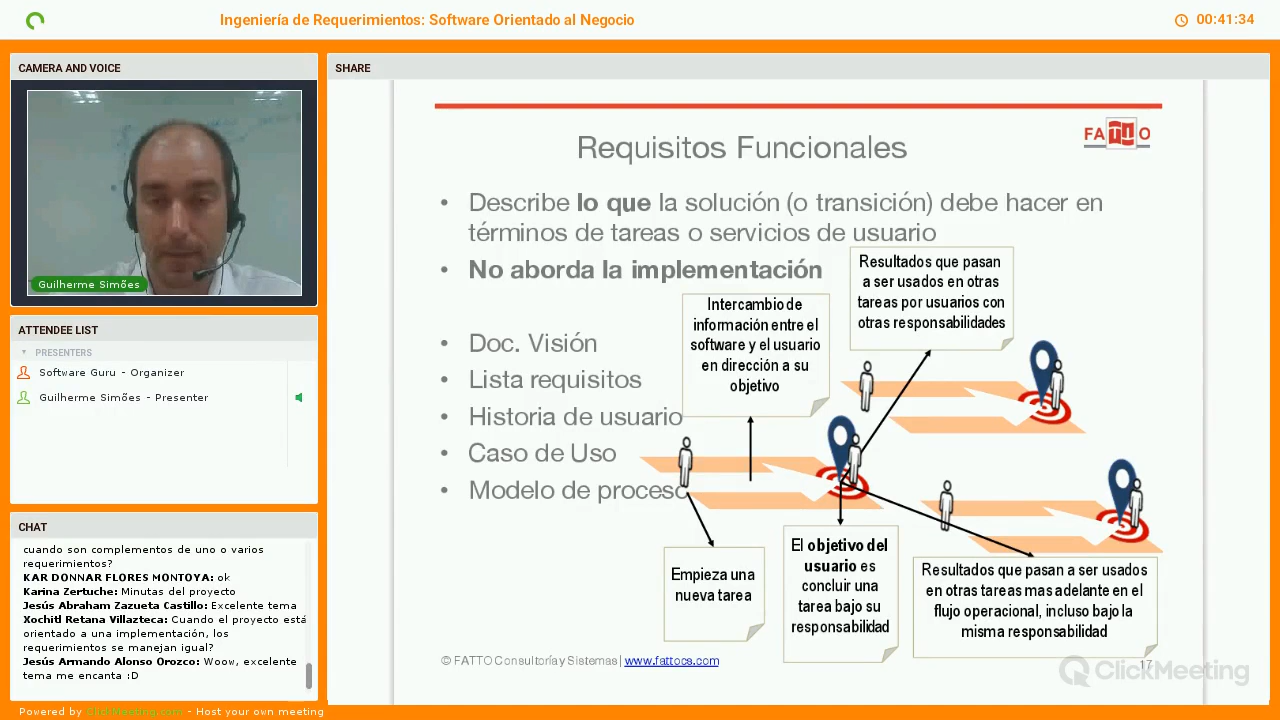 Ingeniería de Requerimientos: Software Orientado al Negocio
00:41:34
CAMERA AND VOICE
Guilherme Simões
ATTENDEE LIST
PRESENTERS
Software Guru - Organizer
Guilherme Simões - Presenter
CHAT
cuando son complementos de uno o varios
requerimientos?
KAR DONNAR FLORES MONTOYA: ok
Karina Zertuche: Minutas del proyecto
Jesús Abraham Zazueta Castillo: Excelente tema
Xochitl Retana Villazteca: Cuando el proyecto está
orientado a una implementación, los
requerimientos se manejan igual?
Jesús Armando Alonso Orozco: Woow, excelente
tema me encanta :D
Powered by ClickMeeting.com - Host your own meeting
SHARE
FATTO
Requisitos Funcionales
• Describe lo que la solución (o transición) debe hacer en
términos de tareas o servicios de usuario
• No aborda la implementación
• Doc. Visión
• Lista requisitos
• Historia de usuario
• Caso de Uso
• Modelo de proceso
Intercambio de
información entre el
software y el usuario
en dirección a su
objetivo
Resultados que pasan
a ser usados en otras
tareas por usuarios con
otras responsabilidades
Empieza una
nueva tarea
El objetivo del
usuario es
concluir una
tarea bajo su
responsabilidad
Resultados que pasan a ser usados
en otras tareas mas adelante en el
flujo operacional, incluso bajo la
misma responsabilidad
© FATTO Consultoría y Sistemas | www.fattocs.com
17
ClickMeeting